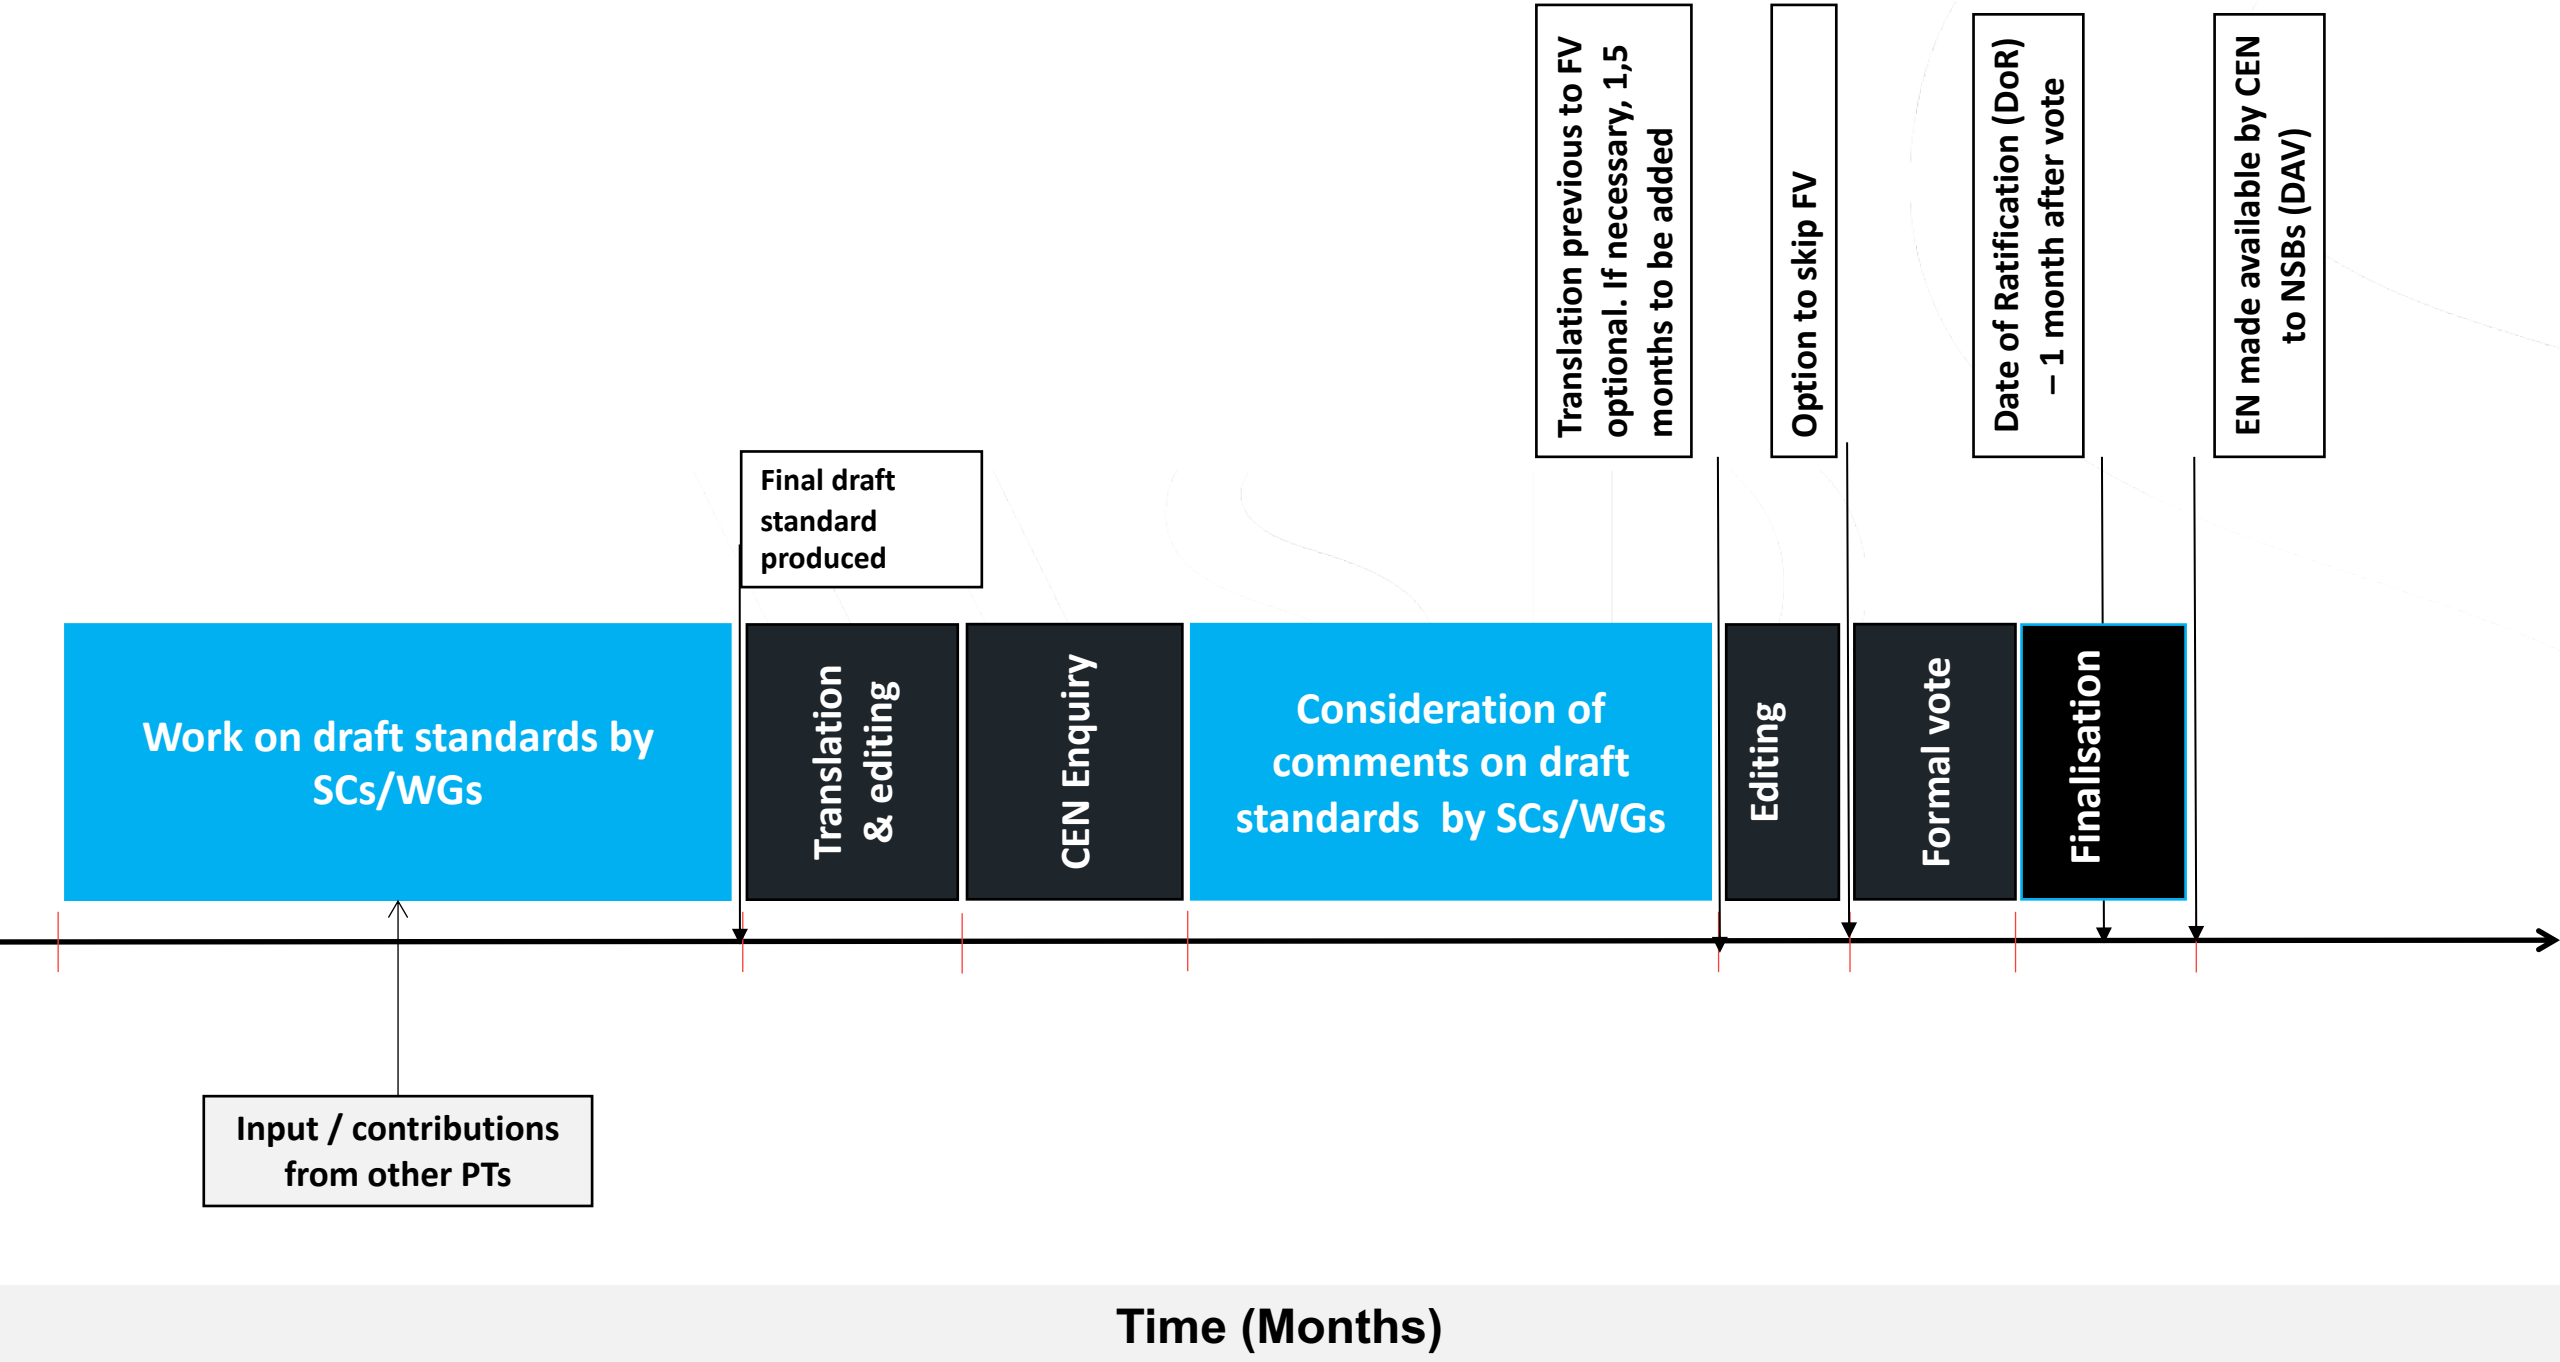 Translation previous to FV
optional. If necessary, 1,5
months to be added
Option to skip FV
Date of Ratification (DoR)
– 1 month after vote
EN made available by CEN
to NSBs (DAV)
Final draft
standard
produced
Work on draft standards by
SCs/WGs
Translation
& editing
CEN Enquiry
Consideration of
comments on draft
standards by SCs/WGs
Editing
Formal vote
Finalisation
Input / contributions
from other PTs
Time (Months)